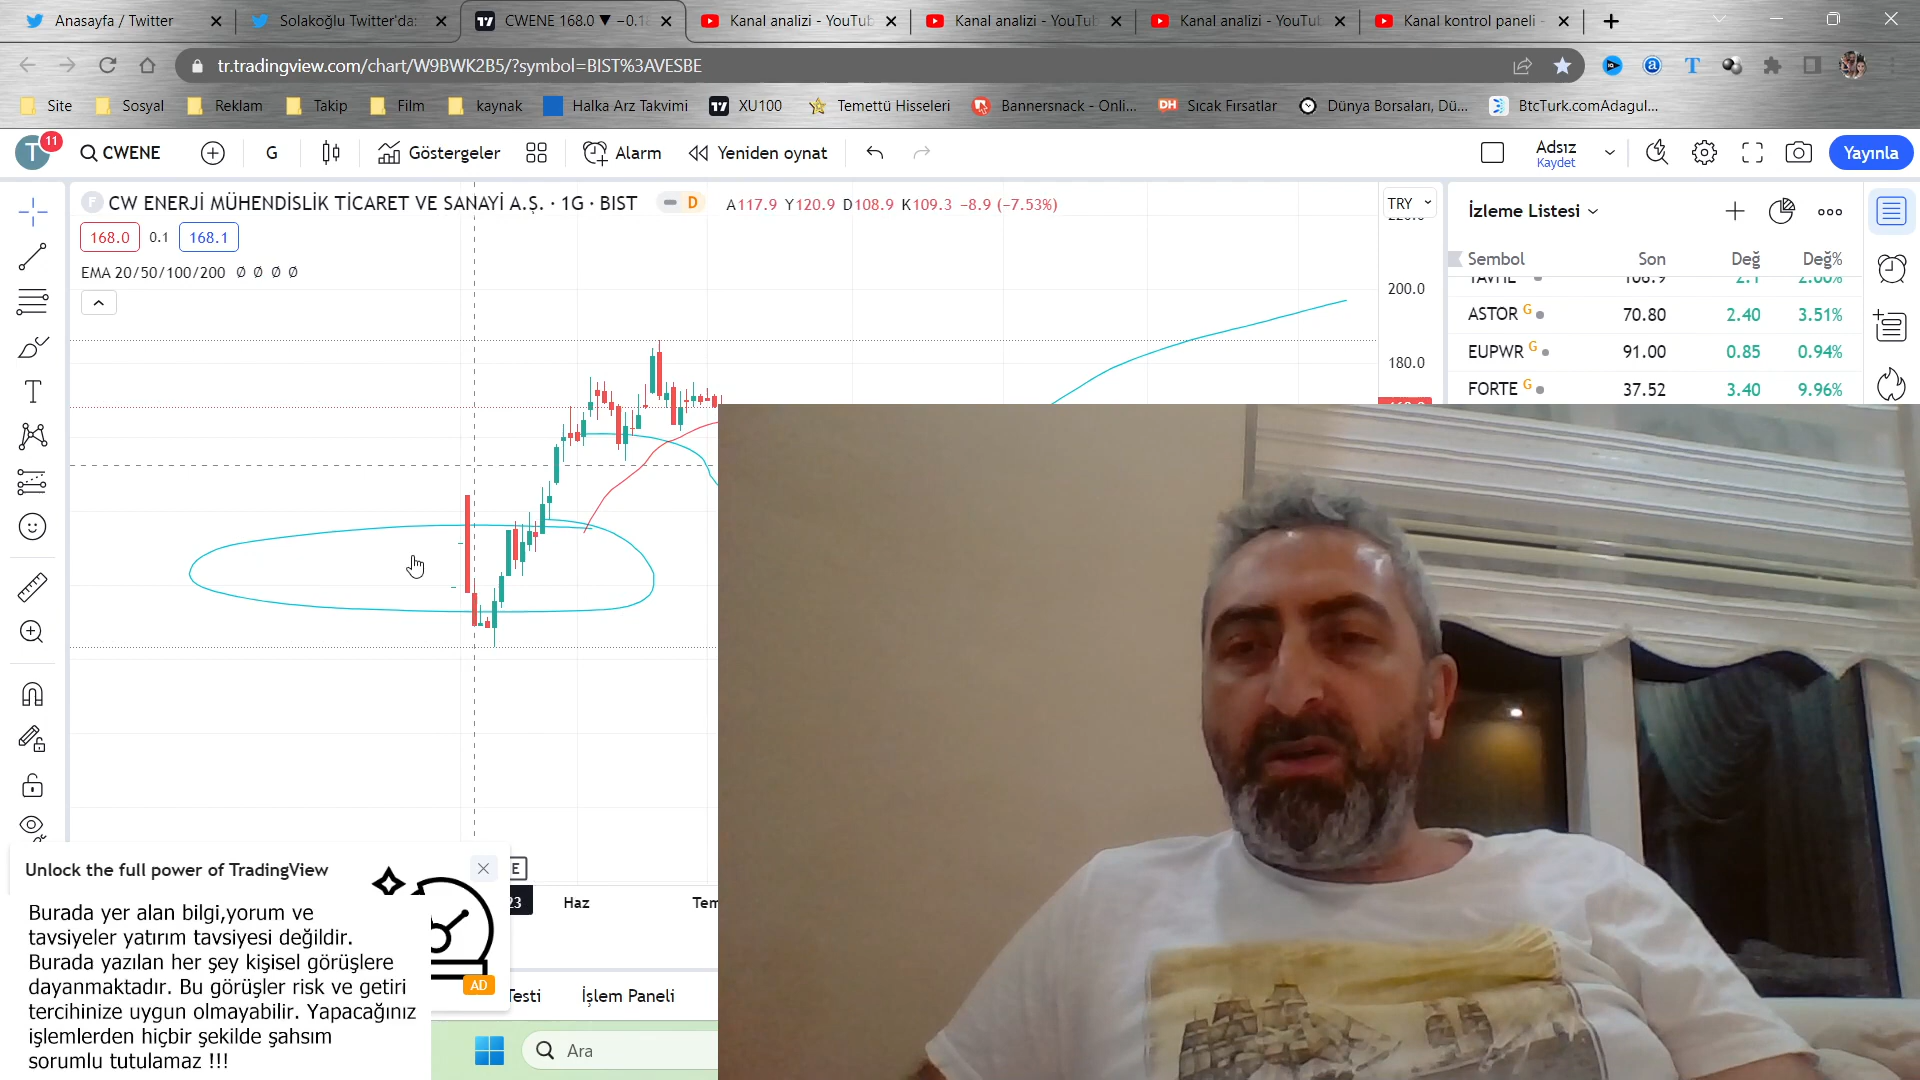 Anasayfa / Twitter
Solakoğlu Twitter'da:
CWENE 168.0 ▼ −0.18
Kanal analizi - YouTub
Kanal analizi - YouTub
Kanal analizi - YouTub
Kanal kontrol paneli -
tr.tradingview.com/chart/W9BWK2B5/?symbol=BIST%3AVESBE
Site
Sosyal
Reklam
Takip
Film
kaynak
Halka Arz Takvimi
XU100
Temettü Hisseleri
Bannersnack - Onli...
DH Sıcak Fırsatlar
Dünya Borsaları, Dü...
BtcTurk.comAdagul...
T 11
CWENE
G
Göstergeler
Alarm
Yeniden oynat
Adsız
Kaydet
Yayınla
F CW ENERJİ MÜHENDİSLİK TİCARET VE SANAYİ A.Ş. · 1G · BIST
D
A117.9 Y120.9 D108.9 K109.3 −8.9 (−7.53%)
TRY
168.0 0.1 168.1
EMA 20/50/100/200 Ø Ø Ø Ø
200.0
180.0
İzleme Listesi
Sembol Son Değ Değ%
ASTOR G 70.80 2.40 3.51%
EUPWR G 91.00 0.85 0.94%
FORTE G 37.52 3.40 9.96%
E
23
Haz
Tem
Unlock the full power of TradingView
AD
Burada yer alan bilgi,yorum ve
tavsiyeler yatırım tavsiyesi değildir.
Burada yazılan her şey kişisel görüşlere
dayanmaktadır. Bu görüşler risk ve getiri
tercihinize uygun olmayabilir. Yapacağınız
işlemlerden hiçbir şekilde şahsım
sorumlu tutulamaz !!!
Testi
İşlem Paneli
Ara